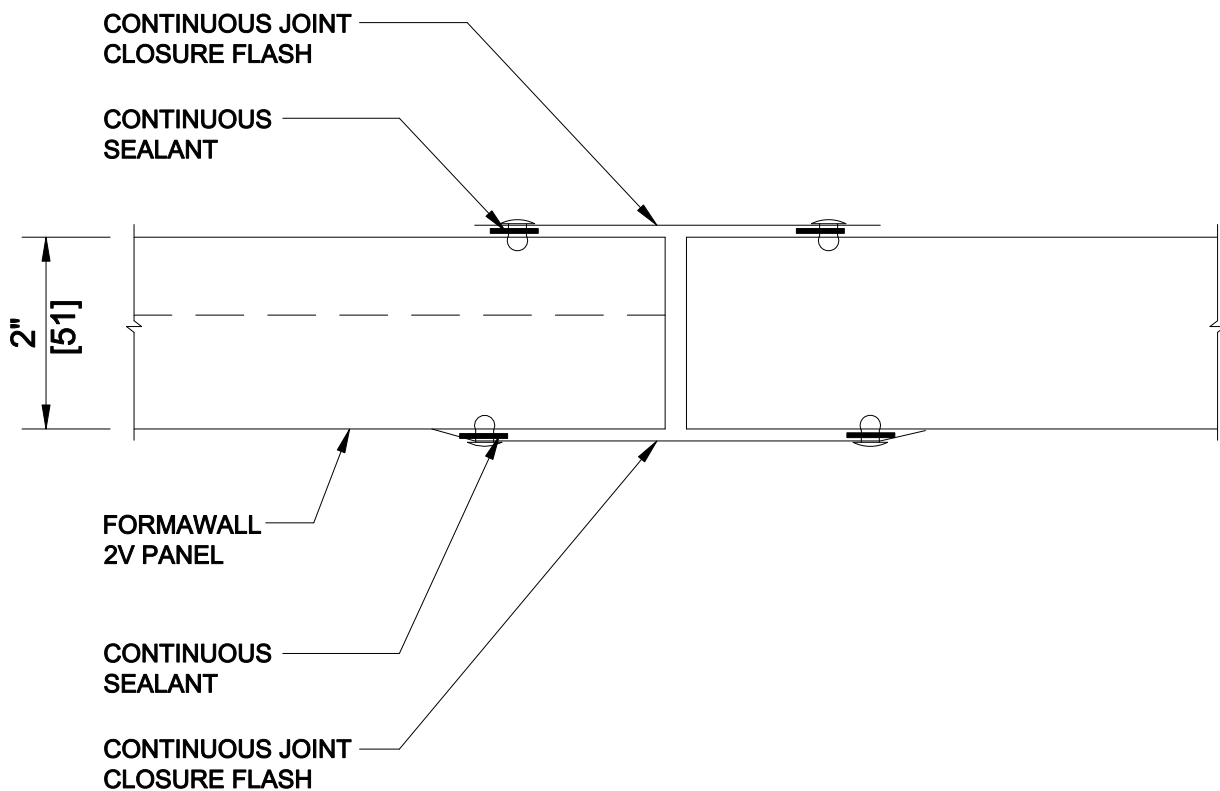 CONTINUOUS JOINT
CLOSURE FLASH
CONTINUOUS
SEALANT
2"
[51]
FORMAWALL
2V PANEL
CONTINUOUS
SEALANT
CONTINUOUS JOINT
CLOSURE FLASH